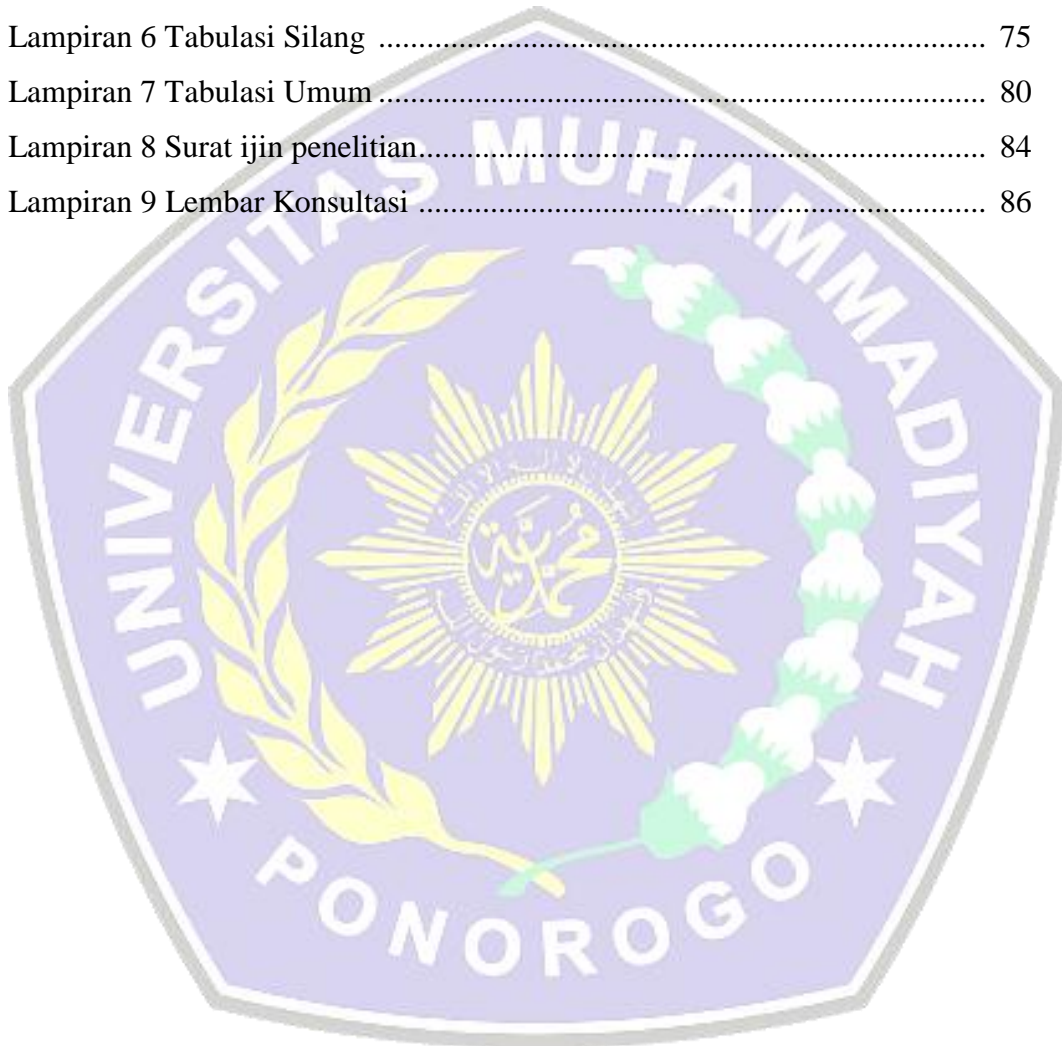 Lampiran 6 Tabulasi Silang ........................................................................... 75
Lampiran 7 Tabulasi Umum ........................................................................... 80
Lampiran 8 Surat ijin penelitian...................................................................... 84
Lampiran 9 Lembar Konsultasi ...................................................................... 86
UNIVERSITAS MUHAMMADIYAH
PONOROGO
محمدية